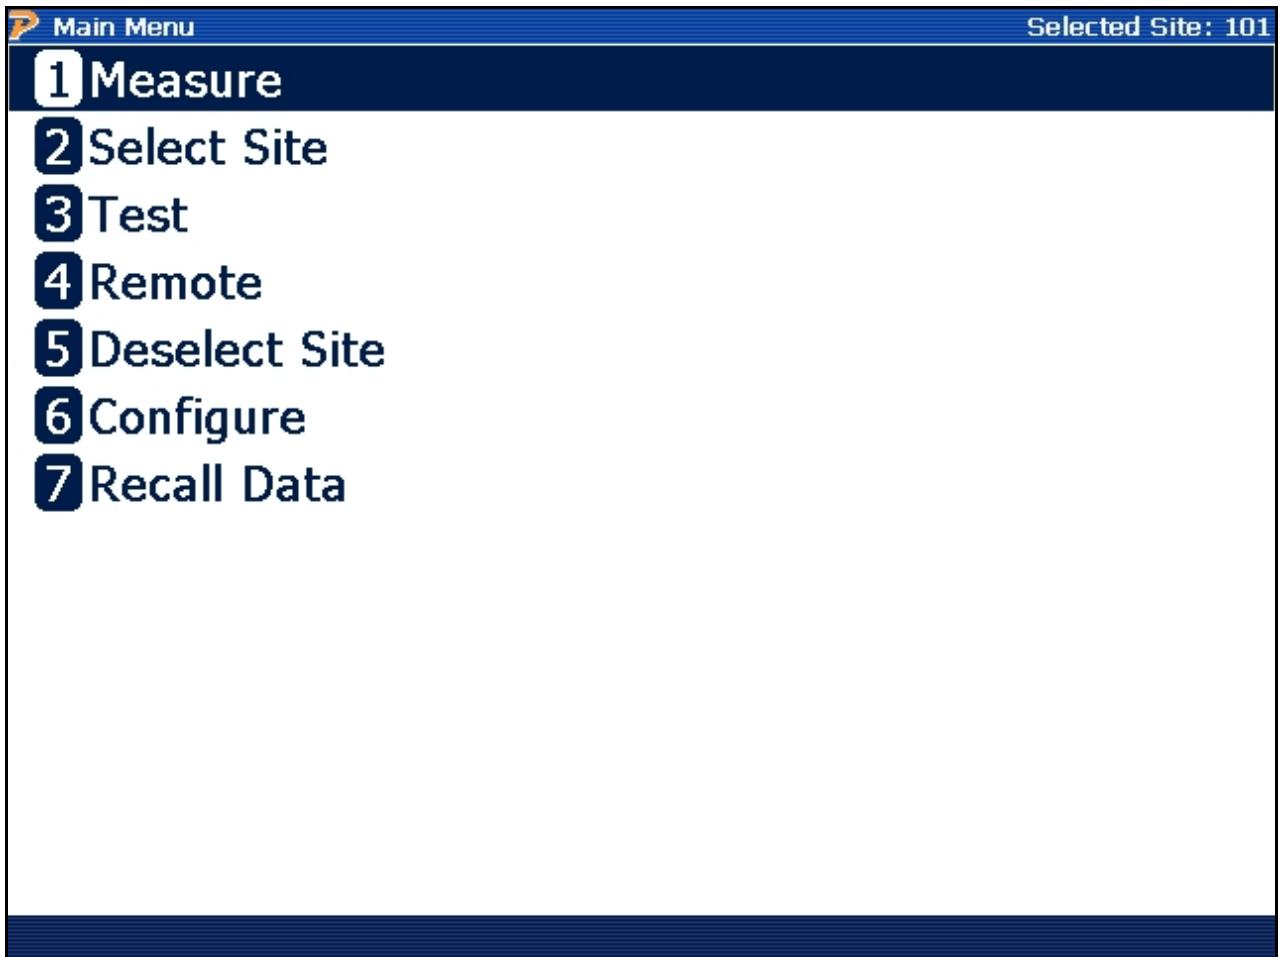 Main Menu Selected Site: 101
1 Measure
2 Select Site
3 Test
4 Remote
5 Deselect Site
6 Configure
7 Recall Data